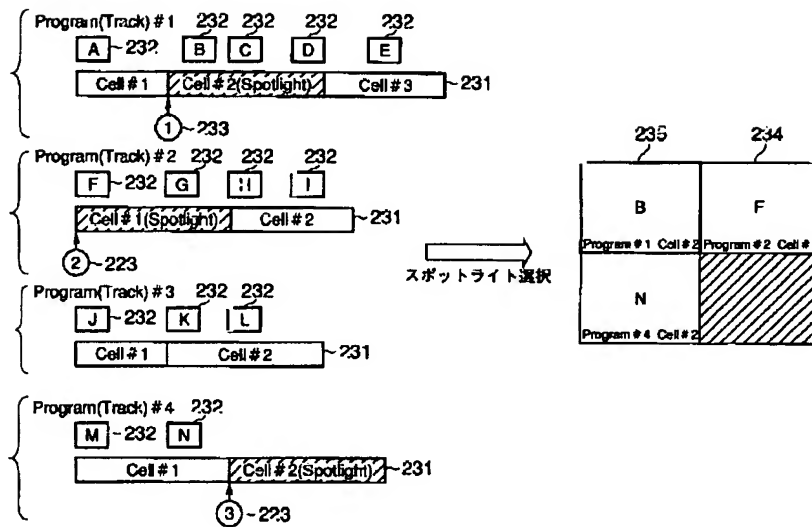 Program(Track) #1
232 232 232 232
A 232 B C D E
Cell #1 Cell #2(Spotlight) Cell #3 231
1 233
Program(Track) #2
232 232 232
F 232 G H I
Cell #1(Spotlight) Cell #2 231
2 223
Program(Track) #3
232 232
J 232 K L
Cell #1 Cell #2 231
Program(Track) #4
232
M 232 N
Cell #1 Cell #2(Spotlight) 231
3 223
スポットライト選択
235 234
B F
Program #1 Cell #2 Program #2 Cell #
N
Program #4 Cell #2